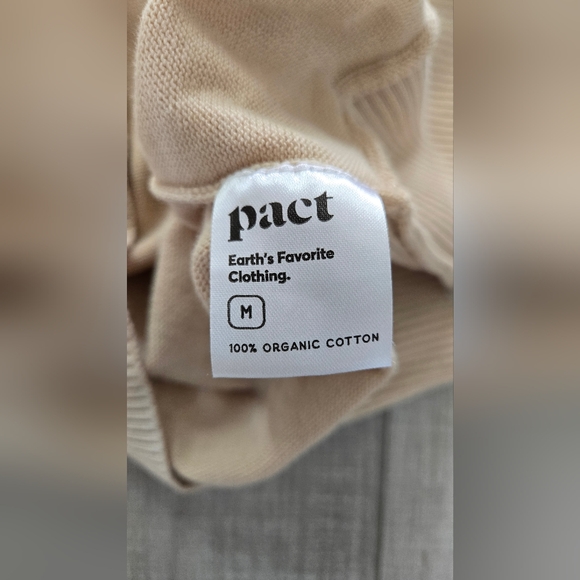 pact
Earth's Favorite
Clothing.
M
100% ORGANIC COTTON